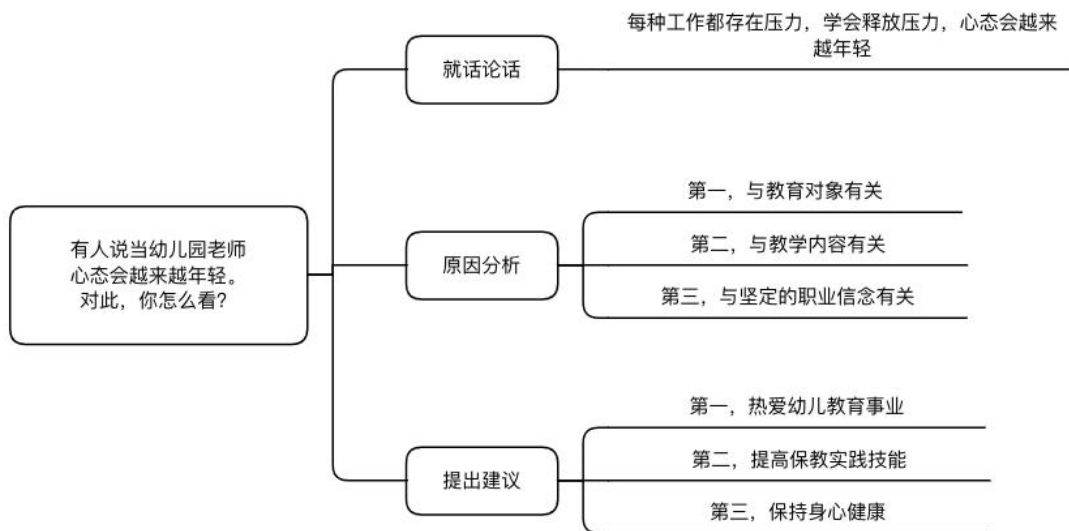 有人说当幼儿园老师
心态会越来越年轻。
对此，你怎么看？
就话论话
每种工作都存在压力，学会释放压力，心态会越来
越年轻
原因分析
第一，与教育对象有关
第二，与教学内容有关
第三，与坚定的职业信念有关
提出建议
第一，热爱幼儿教育事业
第二，提高保教实践技能
第三，保持身心健康